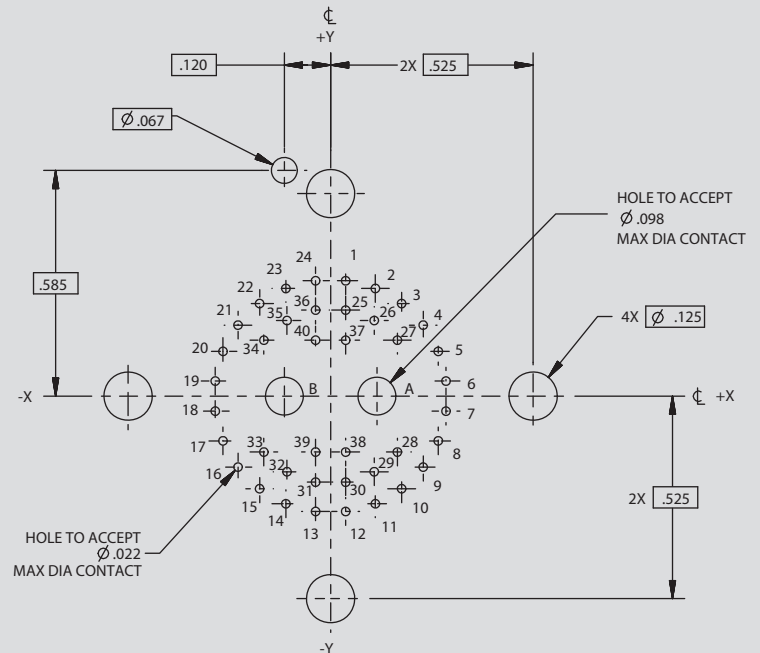 ℄
+Y
.120
2X .525
Ø .067
HOLE TO ACCEPT
Ø .098
MAX DIA CONTACT
24 1
23 2
22 3
36 25
21 35 26 4
.585
4X Ø .125
20 34 40 37 27 5
19 6
-X B A ℄ +X
18 7
17 33 39 38 28 8
16 32 29 9
31 30
15 10
14 11
13 12
2X .525
HOLE TO ACCEPT
Ø .022
MAX DIA CONTACT
-Y